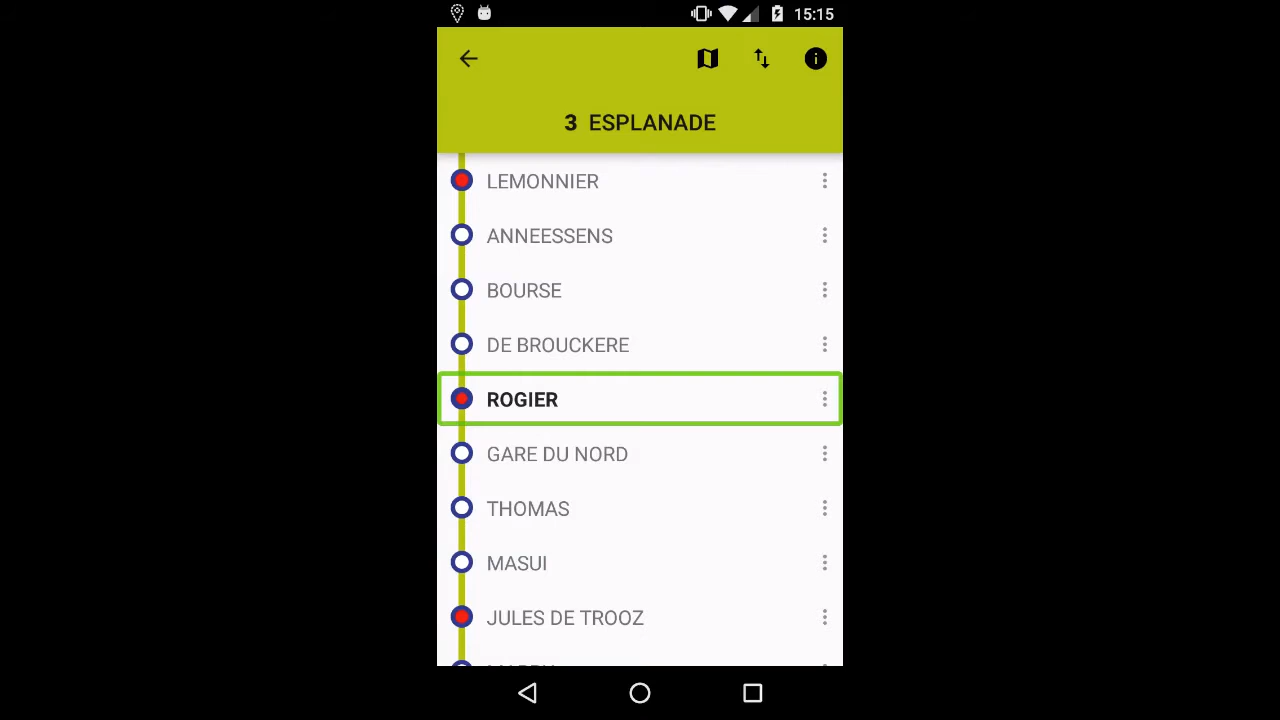 15:15
3 ESPLANADE
LEMONNIER
ANNEESSENS
BOURSE
DE BROUCKERE
ROGIER
GARE DU NORD
THOMAS
MASUI
JULES DE TROOZ